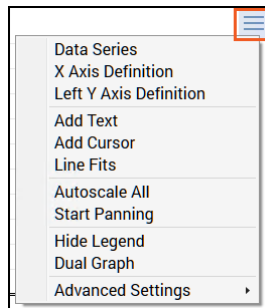 Data Series
X Axis Definition
Left Y Axis Definition
Add Text
Add Cursor
Line Fits
Autoscale All
Start Panning
Hide Legend
Dual Graph
Advanced Settings